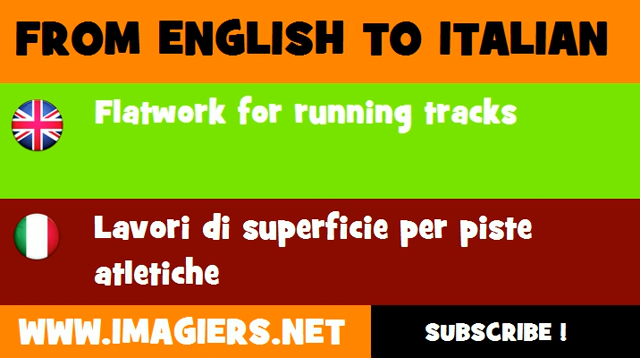 FROM ENGLISH TO ITALIAN
Flatwork for running tracks
Lavori di superficie per piste
atletiche
WWW.IMAGIERS.NET
SUBSCRIBE !